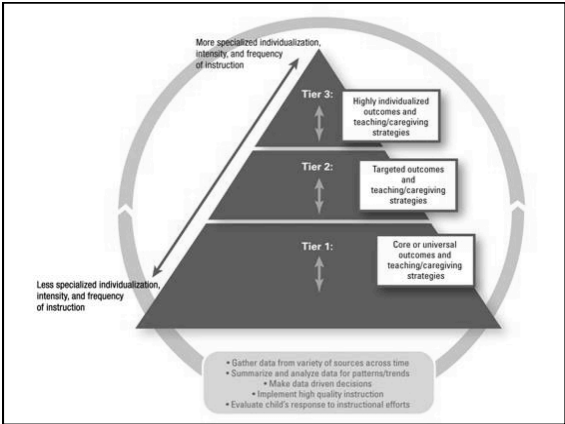 More specialized individualization,
intensity, and frequency
of instruction
Tier 3:
Highly individualized
outcomes and
teaching/caregiving
strategies
Tier 2:
Targeted outcomes
and
teaching/caregiving
strategies
Tier 1:
Core or universal
outcomes and
teaching/caregiving
strategies
Less specialized individualization,
intensity, and frequency
of instruction
• Gather data from variety of sources across time
• Summarize and analyze data for patterns/trends
• Make data driven decisions
• Implement high quality instruction
• Evaluate child's response to instructional efforts